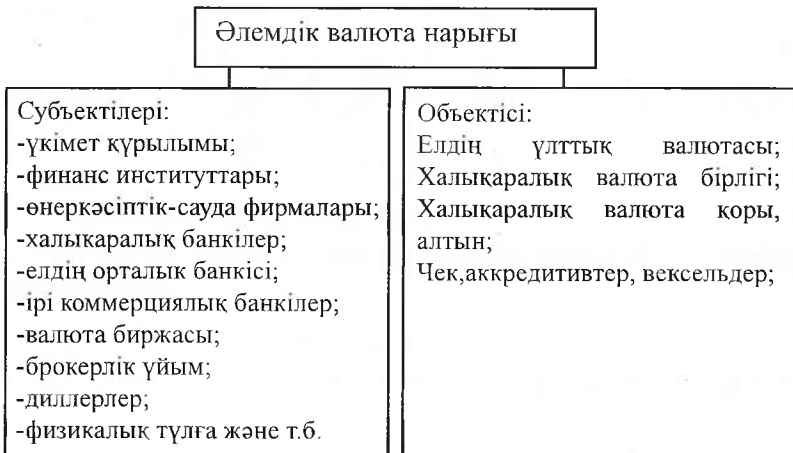 Әлемдік валюта нарығы
Субъектілері:
-үкімет құрылымы;
-финанс институттары;
-өнеркәсіптік-сауда фирмалары;
-халықаралық банкілер;
-елдің орталық банкісі;
-ірі коммерциялық банкілер;
-валюта биржасы;
-брокерлік ұйым;
-диллерлер;
-физикалық тұлға және т.б.
Объектісі:
Елдің ұлттық валютасы;
Халықаралық валюта бірлігі;
Халықаралық валюта қоры,
алтын;
Чек,аккредитивтер, вексельдер;